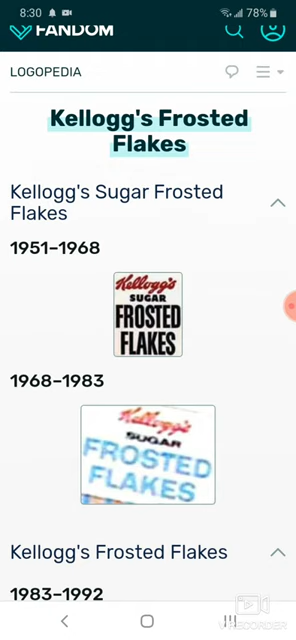 8:30
78%
FANDOM
LOGOPEDIA
Kellogg's Frosted
Flakes
Kellogg's Sugar Frosted
Flakes
1951–1968
Kellogg's
SUGAR
FROSTED
FLAKES
1968–1983
Kellogg's
SUGAR
FROSTED
FLAKES
Kellogg's Frosted Flakes
1983–1992
V RECORDER